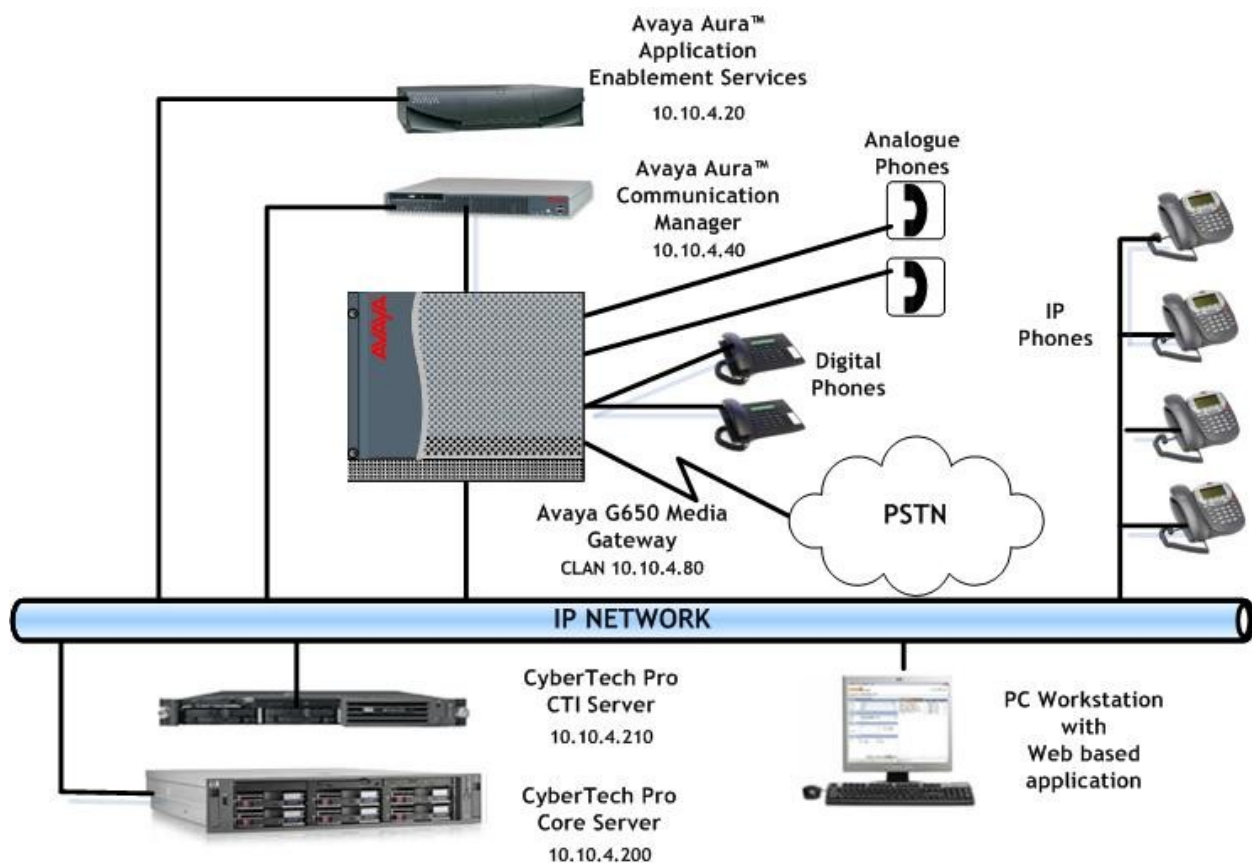 Avaya Aura™
Application
Enablement Services
10.10.4.20
Avaya Aura™
Communication
Manager
10.10.4.40
Analogue
Phones
AVAYA
Digital
Phones
IP
Phones
Avaya G650 Media
Gateway
CLAN 10.10.4.80
PSTN
IP NETWORK
CyberTech Pro
CTI Server
10.10.4.210
CyberTech Pro
Core Server
10.10.4.200
PC Workstation
with
Web based
application